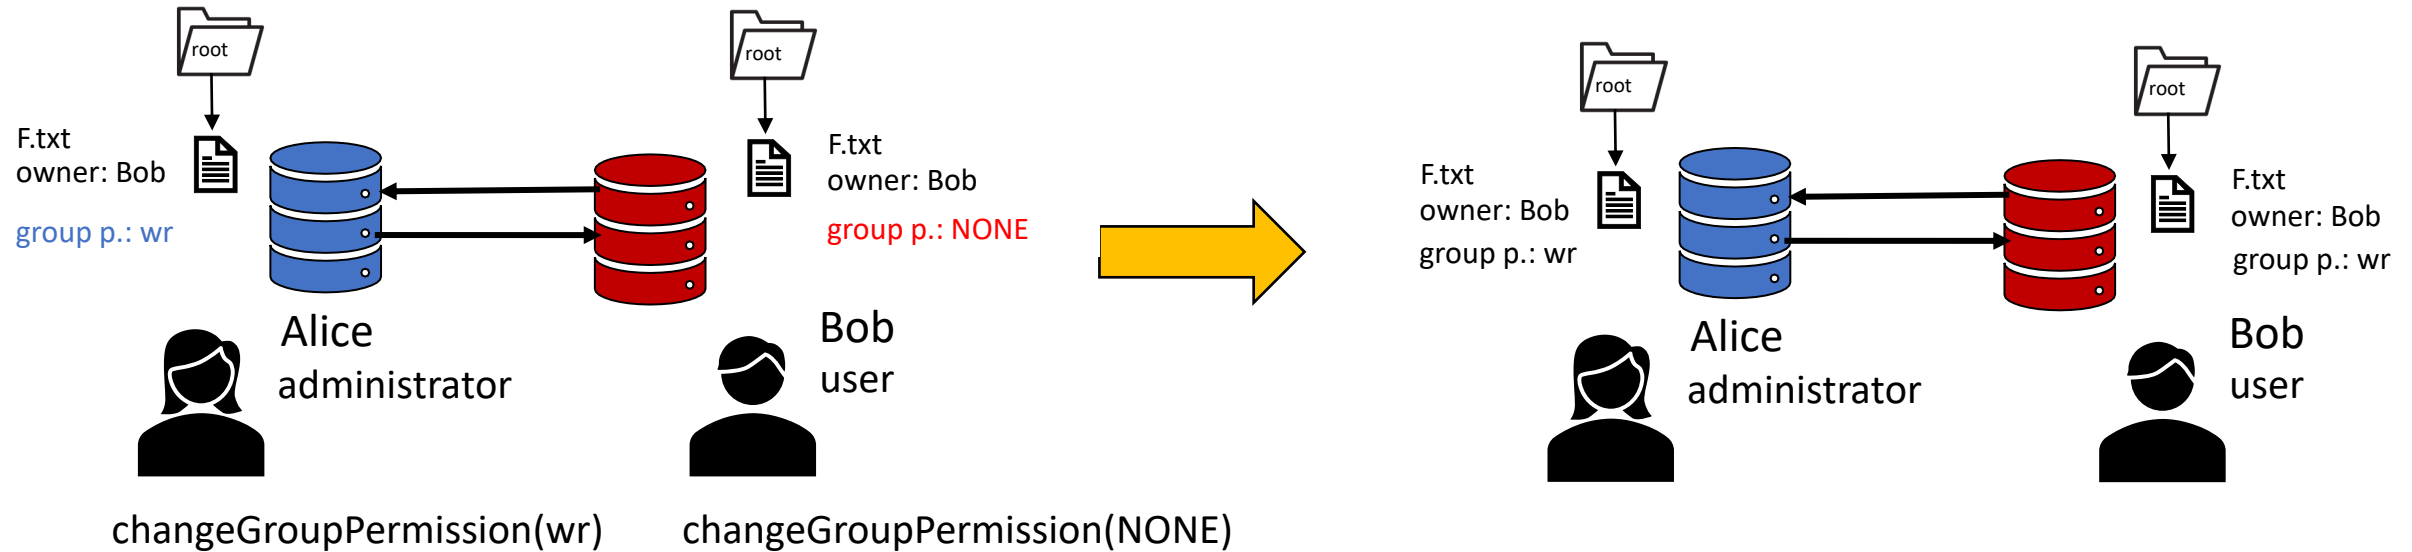 root
F.txt
owner: Bob
group p.: wr
Alice
administrator
changeGroupPermission(wr)
root
F.txt
owner: Bob
group p.: NONE
Bob
user
changeGroupPermission(NONE)
root
F.txt
owner: Bob
group p.: wr
Alice
administrator
root
F.txt
owner: Bob
group p.: wr
Bob
user